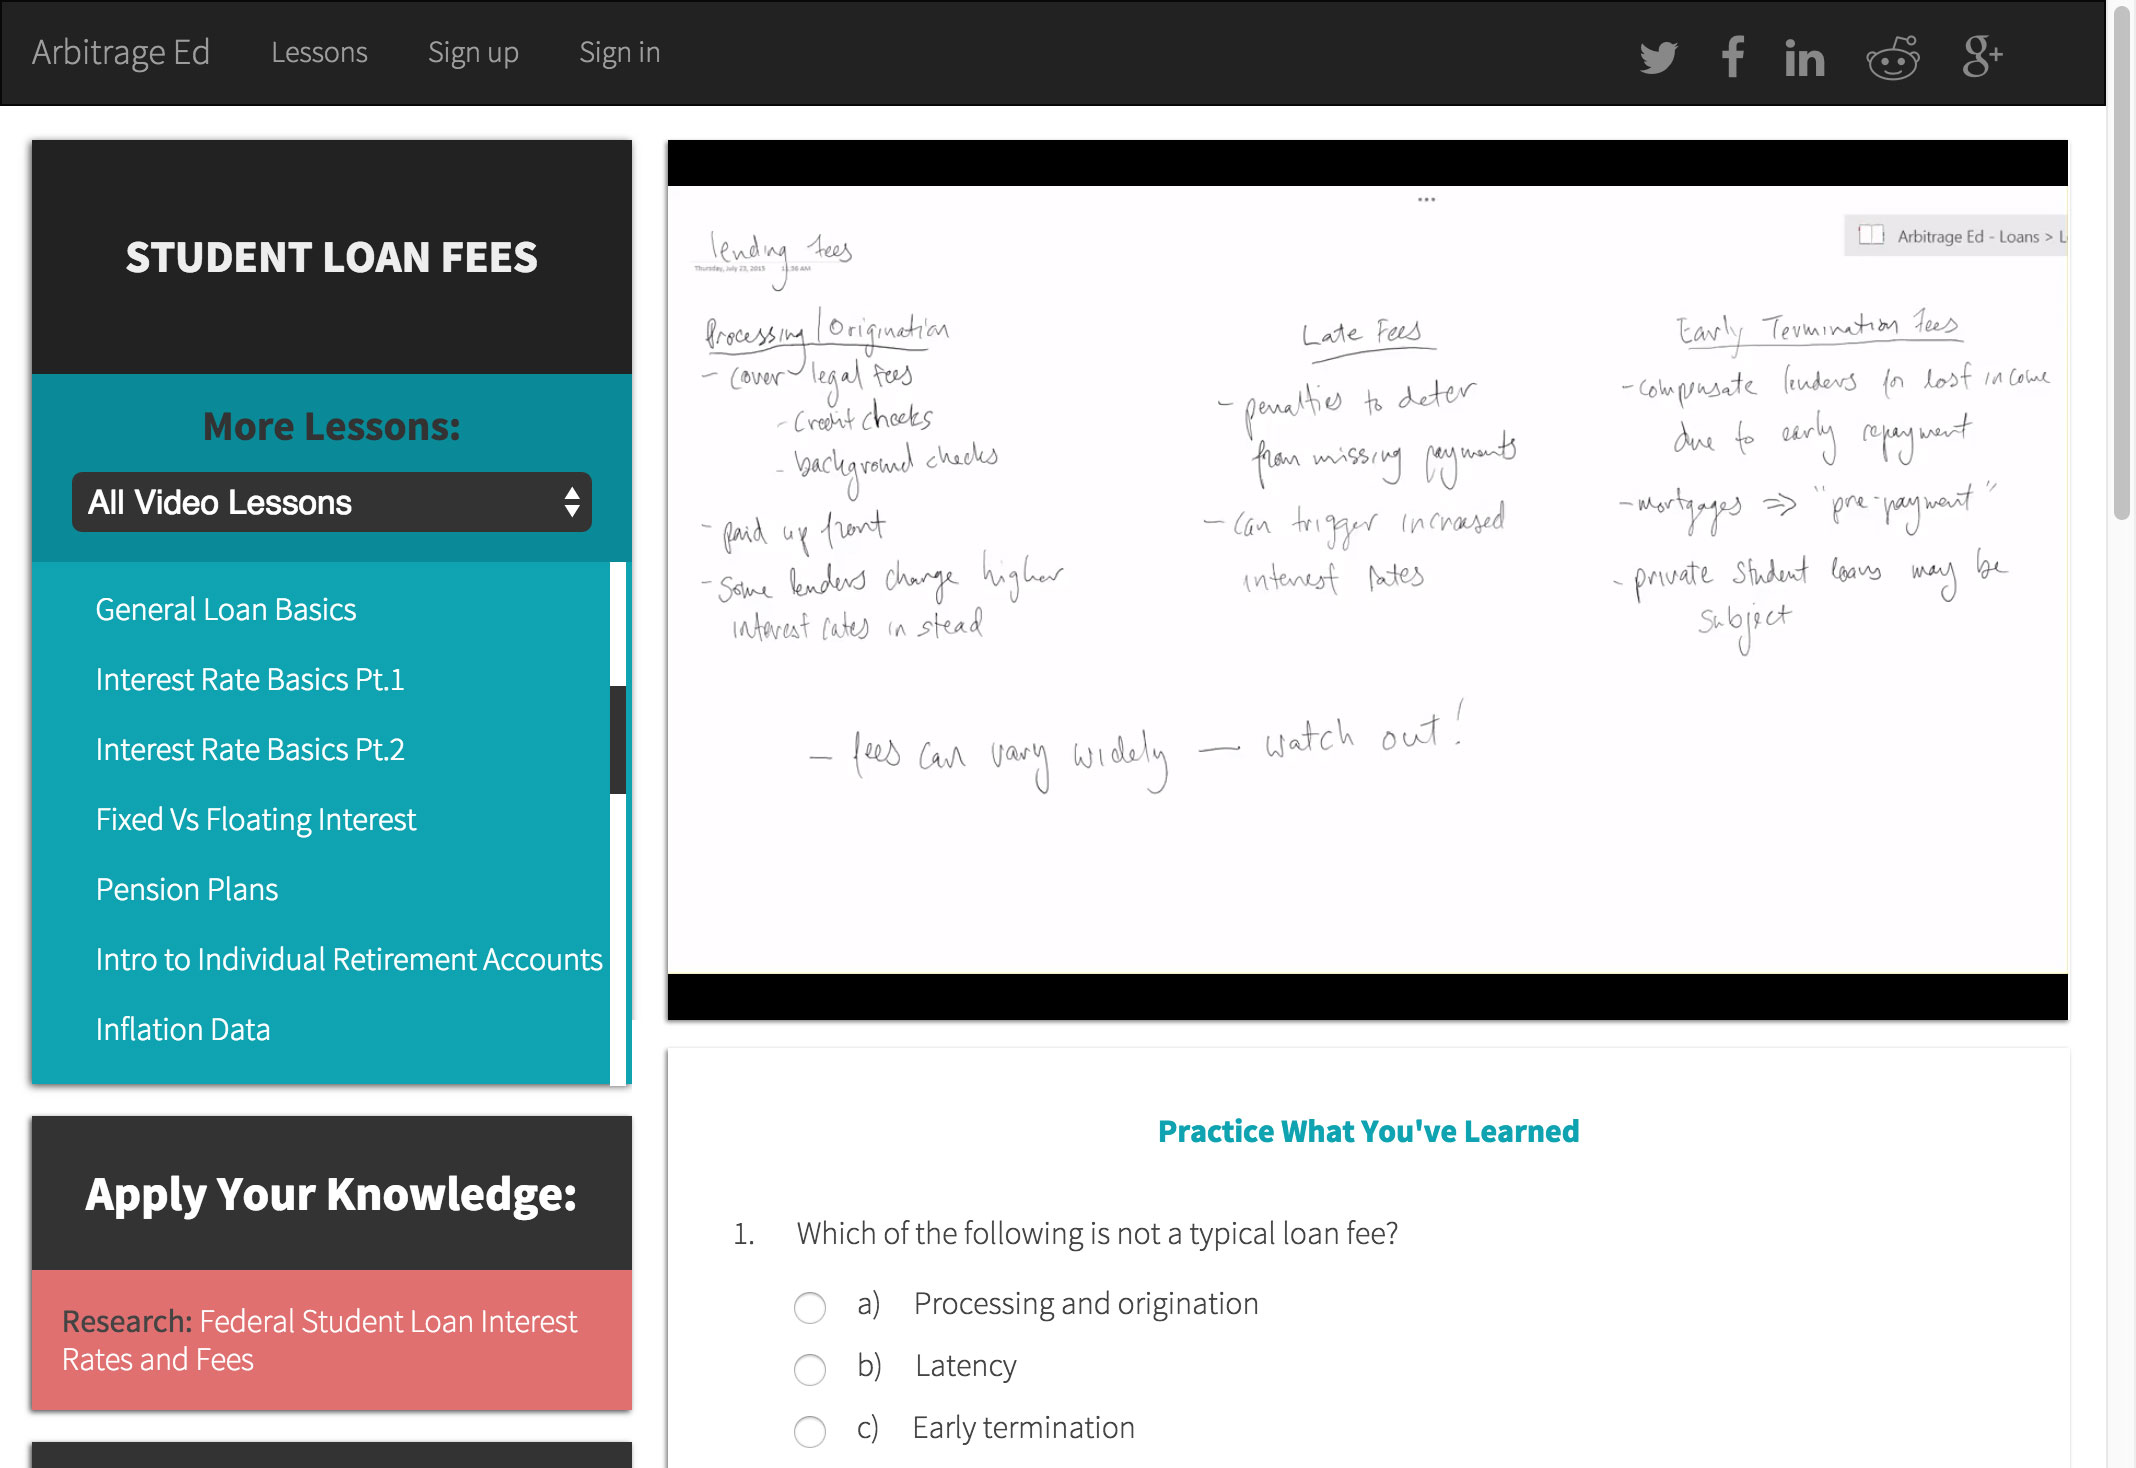 Arbitrage Ed Lessons Sign up Sign in
STUDENT LOAN FEES
More Lessons:
All Video Lessons
General Loan Basics
Interest Rate Basics Pt.1
Interest Rate Basics Pt.2
Fixed Vs Floating Interest
Pension Plans
Intro to Individual Retirement Accounts
Inflation Data
Apply Your Knowledge:
Research: Federal Student Loan Interest
Rates and Fees
Arbitrage Ed - Loans > L
lending fees
Thursday, July 23, 2015 11:38 AM
Processing/Origination
- cover legal fees
- credit checks
- background checks
- paid up front
- Some lenders charge higher
interest rates in stead
Late Fees
- penalties to deter
from missing payments
- can trigger increased
interest rates
Early Termination Fees
- compensate lenders for lost income
due to early repayment
- mortgages => "pre-payment"
- private student loans may be
subject
- fees can vary widely - watch out!
Practice What You've Learned
1. Which of the following is not a typical loan fee?
a) Processing and origination
b) Latency
c) Early termination